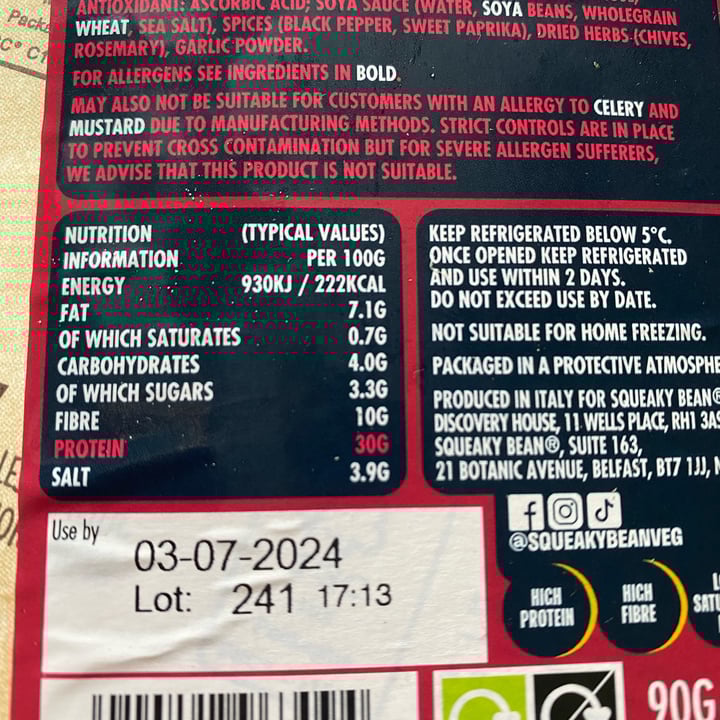 Pack
C° C1
ANTIOXIDANT: ASCORBIC ACID; SOYA SAUCE (WATER, SOYA BEANS, WHOLEGRAIN
WHEAT, SEA SALT), SPICES (BLACK PEPPER, SWEET PAPRIKA), DRIED HERBS (CHIVES,
ROSEMARY), GARLIC POWDER.
FOR ALLERGENS SEE INGREDIENTS IN BOLD.
MAY ALSO NOT BE SUITABLE FOR CUSTOMERS WITH AN ALLERGY TO CELERY AND
MUSTARD DUE TO MANUFACTURING METHODS. STRICT CONTROLS ARE IN PLACE
TO PREVENT CROSS CONTAMINATION BUT FOR SEVERE ALLERGEN SUFFERERS,
WE ADVISE THAT THIS PRODUCT IS NOT SUITABLE.
NUTRITION (TYPICAL VALUES)
INFORMATION PER 100G
ENERGY 930KJ / 222KCAL
FAT 7.1G
OF WHICH SATURATES 0.7G
CARBOHYDRATES 4.0G
OF WHICH SUGARS 3.3G
FIBRE 10G
PROTEIN 30G
SALT 3.9G
KEEP REFRIGERATED BELOW 5°C.
ONCE OPENED KEEP REFRIGERATED
AND USE WITHIN 2 DAYS.
DO NOT EXCEED USE BY DATE.
NOT SUITABLE FOR HOME FREEZING.
PACKAGED IN A PROTECTIVE ATMOSPHE
PRODUCED IN ITALY FOR SQUEAKY BEAN®
DISCOVERY HOUSE, 11 WELLS PLACE, RH1 3AS
SQUEAKY BEAN®, SUITE 163,
21 BOTANIC AVENUE, BELFAST, BT7 1JJ, N
@SQUEAKYBEANVEG
Use by
03-07-2024
Lot: 241 17:13
HIGH
PROTEIN
HIGH
FIBRE
SATU
90G